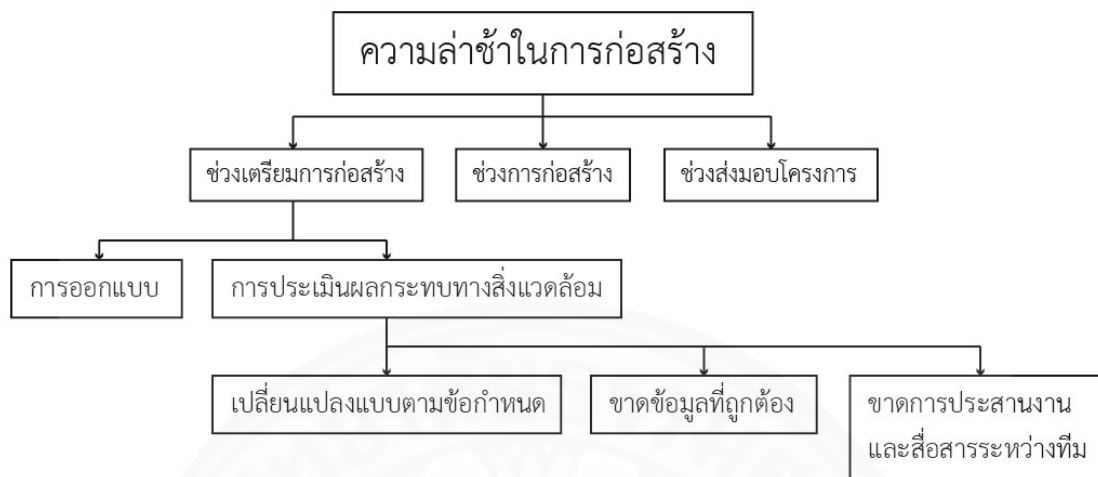 ความล่าช้าในการก่อสร้าง
ช่วงเตรียมการก่อสร้าง
ช่วงการก่อสร้าง
ช่วงส่งมอบโครงการ
การออกแบบ
การประเมินผลกระทบทางสิ่งแวดล้อม
เปลี่ยนแปลงแบบตามข้อกำหนด
ขาดข้อมูลที่ถูกต้อง
ขาดการประสานงาน
และสื่อสารระหว่างทีม